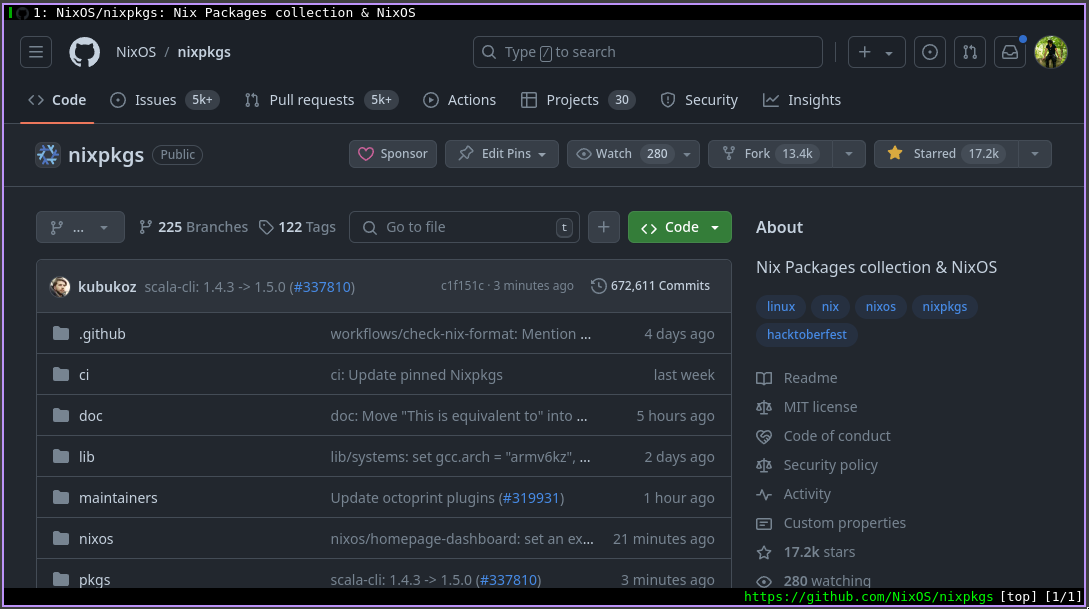 1: NixOS/nixpkgs: Nix Packages collection & NixOS
NixOS / nixpkgs
Type / to search
Code Issues 5k+ Pull requests 5k+ Actions Projects 30 Security Insights
nixpkgs Public Sponsor Edit Pins Watch 280 Fork 13.4k Starred 17.2k
... 225 Branches 122 Tags Go to file t Code
kubukoz scala-cli: 1.4.3 -> 1.5.0 (#337810) c1f151c · 3 minutes ago 672,611 Commits
.github workflows/check-nix-format: Mention ... 4 days ago
ci ci: Update pinned Nixpkgs last week
doc doc: Move "This is equivalent to" into ... 5 hours ago
lib lib/systems: set gcc.arch = "armv6kz", ... 2 days ago
maintainers Update octoprint plugins (#319931) 1 hour ago
nixos nixos/homepage-dashboard: set an ex... 21 minutes ago
pkgs scala-cli: 1.4.3 -> 1.5.0 (#337810) 3 minutes ago
About
Nix Packages collection & NixOS
linux nix nixos nixpkgs
hacktoberfest
Readme
MIT license
Code of conduct
Security policy
Activity
Custom properties
17.2k stars
280 watching
https://github.com/NixOS/nixpkgs [top] [1/1]